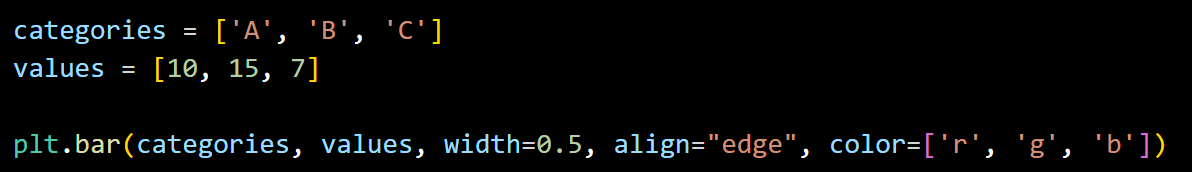 categories = ['A', 'B', 'C']
values = [10, 15, 7]
plt.bar(categories, values, width=0.5, align="edge", color=['r', 'g', 'b'])